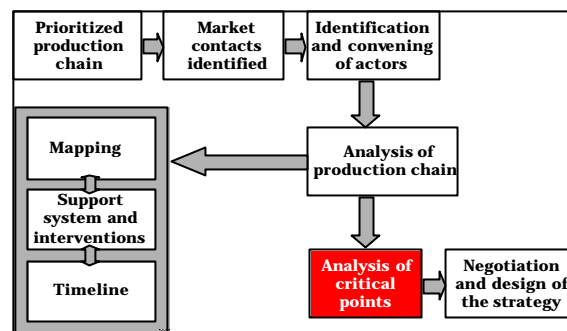 Prioritized
production
chain
Market
contacts
identified
Identification
and convening
of actors
Mapping
Support
system and
interventions
Timeline
Analysis of
production chain
Analysis of
critical
points
Negotiation
and design of
the strategy